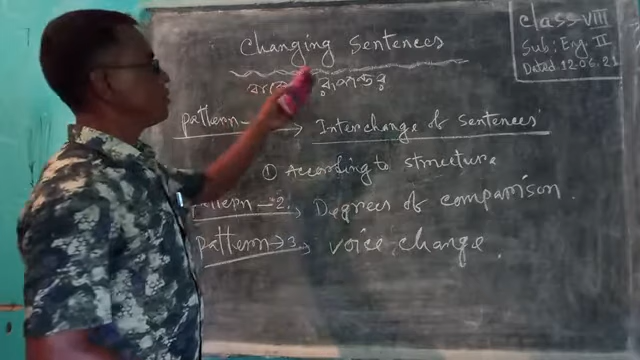 Changing Sentences
class-VIII
Sub: Eng II
Dated. 12.06.21
pattern- → Interchange of sentences
① According to structure
pattern → 2. Degrees of comparison.
pattern → 3, voice change.